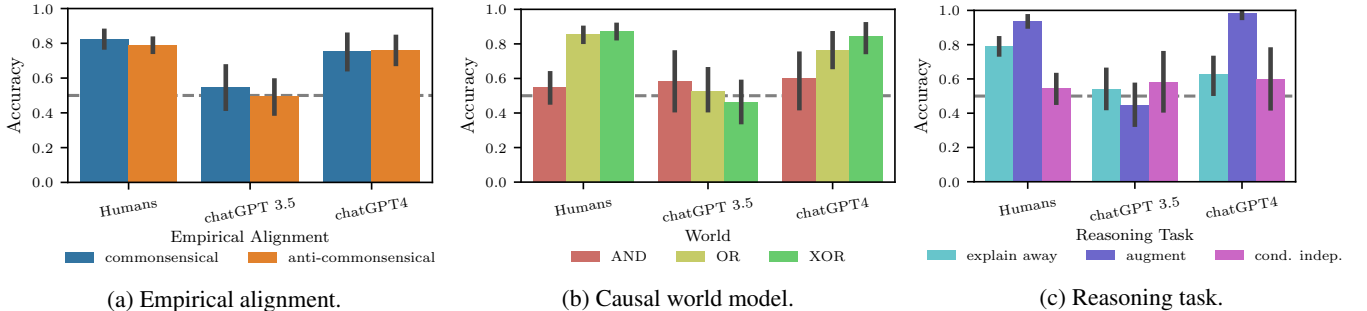 1.0
0.8
0.6
0.4
0.2
0.0
Accuracy
Humans
chatGPT 3.5
chatGPT4
Empirical Alignment
commonsensical
anti-commonsensical
(a) Empirical alignment.
1.0
0.8
0.6
0.4
0.2
0.0
Accuracy
Humans
chatGPT 3.5
chatGPT4
World
AND
OR
XOR
(b) Causal world model.
1.0
0.8
0.6
0.4
0.2
0.0
Accuracy
Humans
chatGPT 3.5
chatGPT4
Reasoning Task
explain away
augment
cond. indep.
(c) Reasoning task.